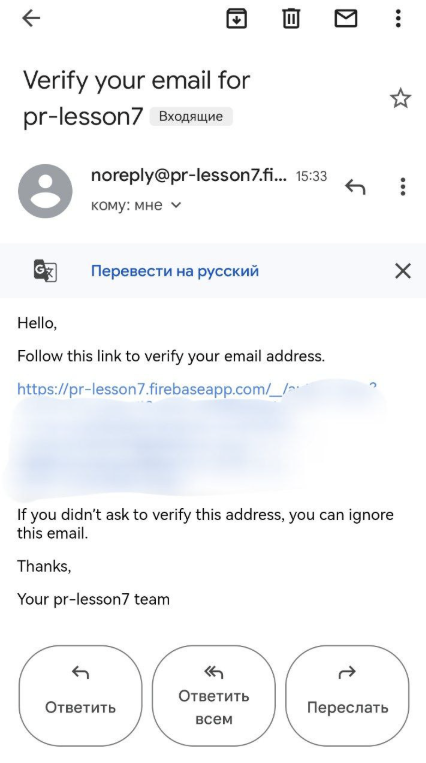 Verify your email for
pr-lesson7 Входящие
noreply@pr-lesson7.fi... 15:33
кому: мне
Перевести на русский
Hello,
Follow this link to verify your email address.
https://pr-lesson7.firebaseapp.com/__/
If you didn't ask to verify this address, you can ignore
this email.
Thanks,
Your pr-lesson7 team
Ответить
Ответить
всем
Переслать